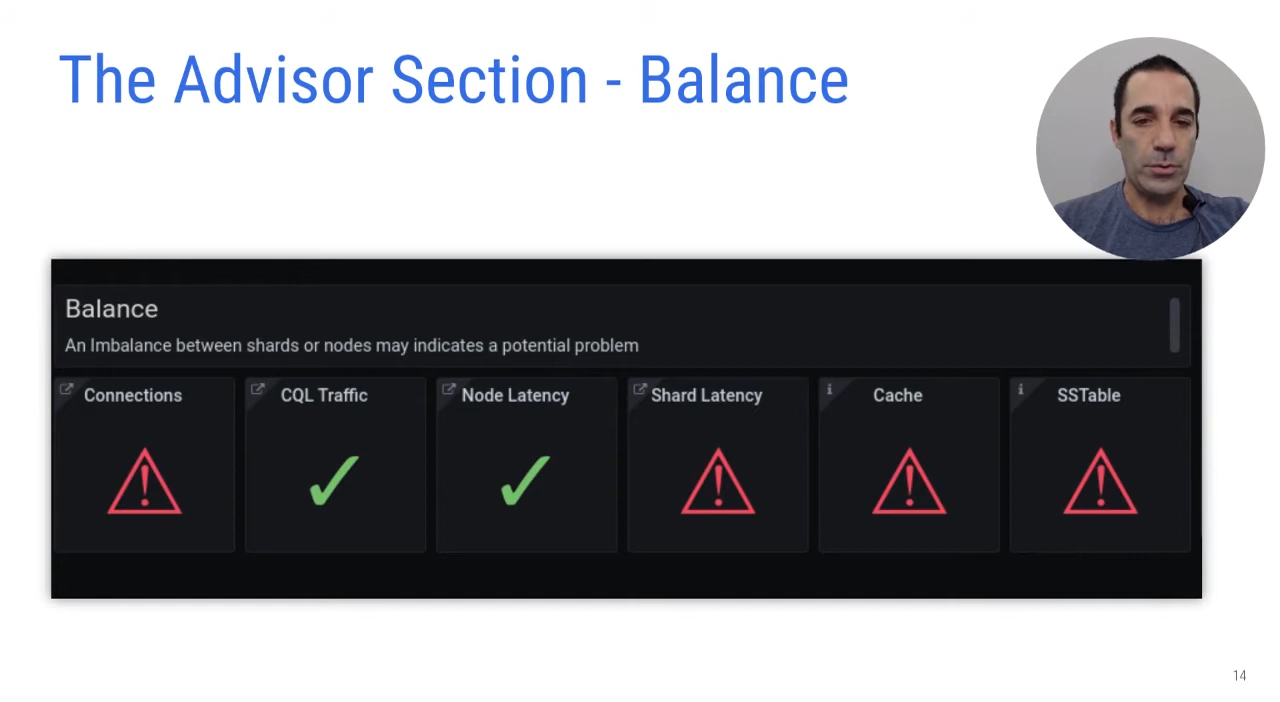 The Advisor Section - Balance
Balance
An Imbalance between shards or nodes may indicates a potential problem
Connections
CQL Traffic
Node Latency
Shard Latency
Cache
SSTable
14